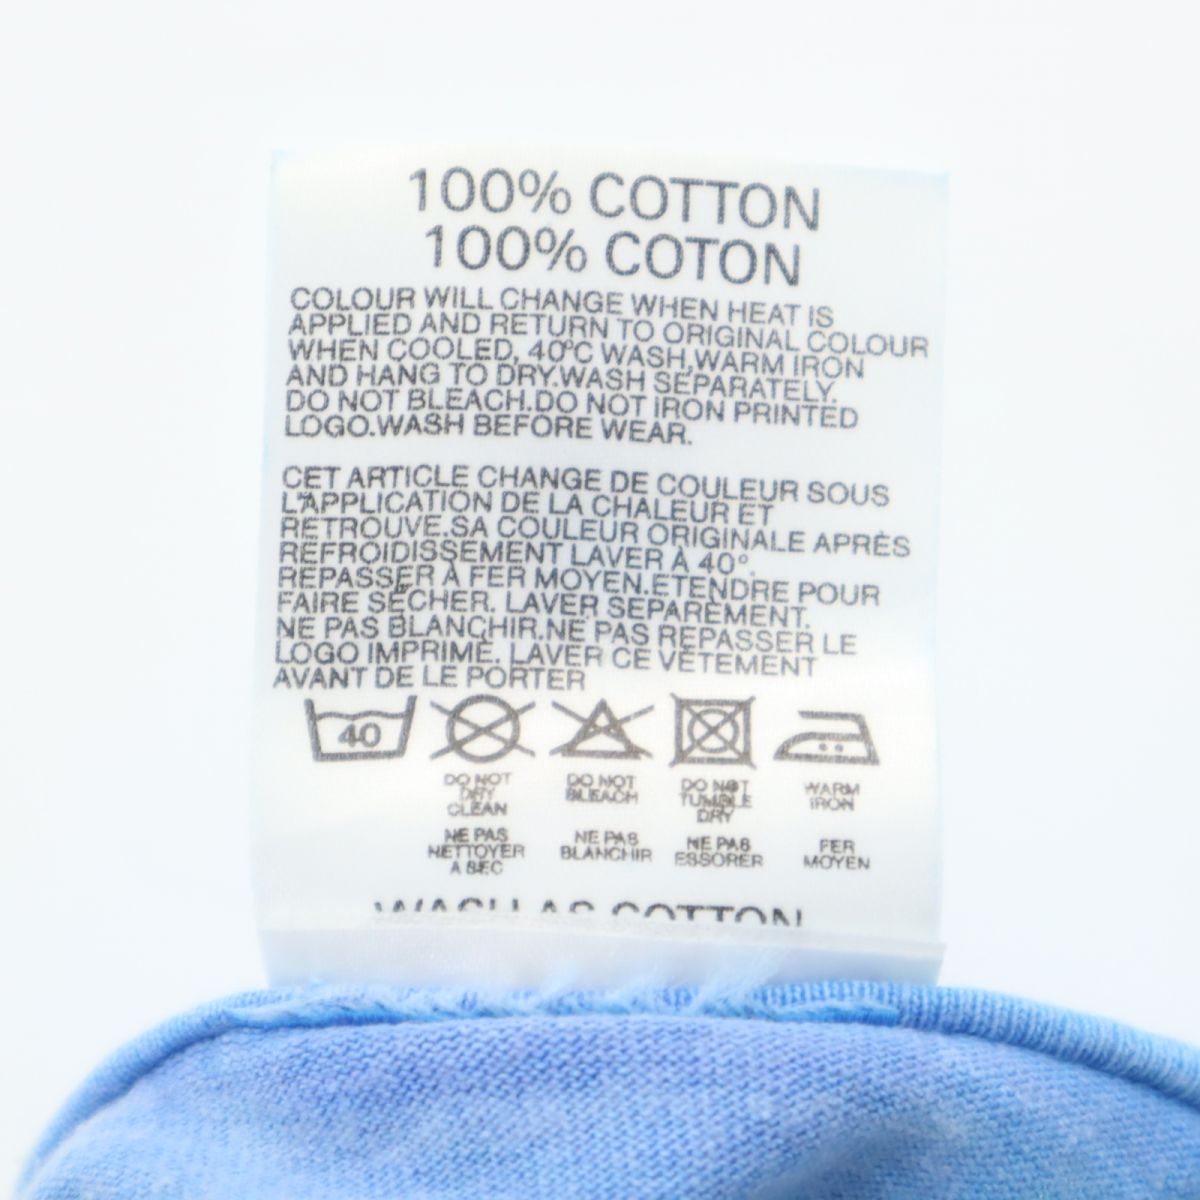 100% COTTON
100% COTON
COLOUR WILL CHANGE WHEN HEAT IS
APPLIED AND RETURN TO ORIGINAL COLOUR
WHEN COOLED, 40°C WASH,WARM IRON
AND HANG TO DRY.WASH SEPARATELY.
DO NOT BLEACH.DO NOT IRON PRINTED
LOGO.WASH BEFORE WEAR.
CET ARTICLE CHANGE DE COULEUR SOUS
L'APPLICATION DE LA CHALEUR ET
RETROUVE.SA COULEUR ORIGINALE APRÈS
REFROIDISSEMENT LAVER À 40°.
REPASSER À FER MOYEN.ETENDRE POUR
FAIRE SÉCHER. LAVER SEPARÈMENT.
NE PAS BLANCHIR.NE PAS REPASSER LE
LOGO IMPRIMÉ. LAVER CE VÊTEMENT
AVANT DE LE PORTER
40
DO NOT DRY CLEAN
DO NOT BLEACH
DO NOT TUMBLE DRY
WARM IRON
NE PAS NETTOYER A SEC
NE PAS BLANCHIR
NE PAS ESSORER
FER MOYEN
WASH AS COTTON